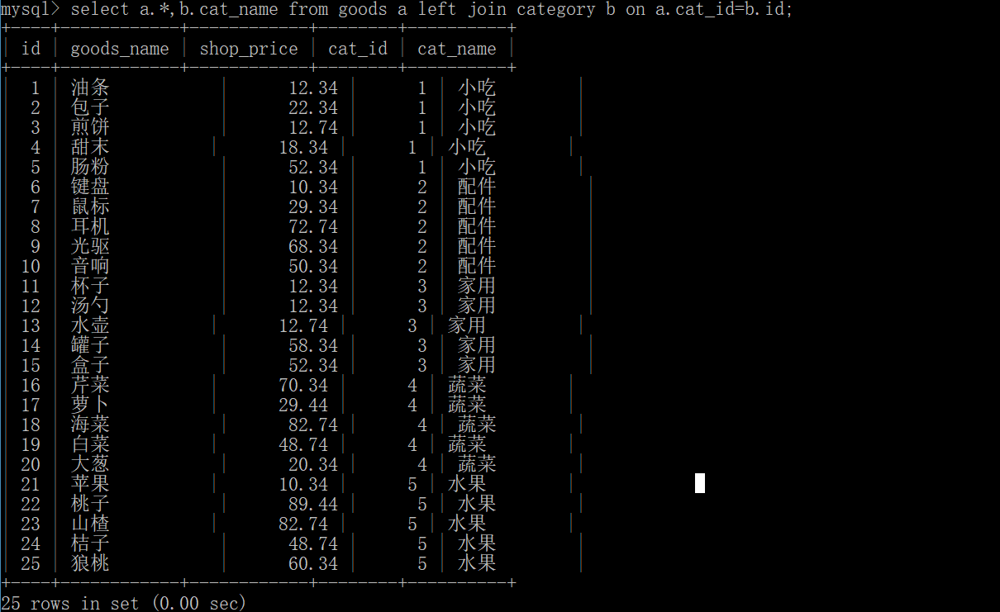 mysql> select a.*,b.cat_name from goods a left join category b on a.cat_id=b.id;
+----+------------+------------+--------+----------+
| id | goods_name | shop_price | cat_id | cat_name |
+----+------------+------------+--------+----------+
| 1 | 油条 | 12.34 | 1 | 小吃 |
| 2 | 包子 | 22.34 | 1 | 小吃 |
| 3 | 煎饼 | 12.74 | 1 | 小吃 |
| 4 | 甜末 | 18.34 | 1 | 小吃 |
| 5 | 肠粉 | 52.34 | 1 | 小吃 |
| 6 | 键盘 | 10.34 | 2 | 配件 |
| 7 | 鼠标 | 29.34 | 2 | 配件 |
| 8 | 耳机 | 72.74 | 2 | 配件 |
| 9 | 光驱 | 68.34 | 2 | 配件 |
| 10 | 音响 | 50.34 | 2 | 配件 |
| 11 | 杯子 | 12.34 | 3 | 家用 |
| 12 | 汤勺 | 12.34 | 3 | 家用 |
| 13 | 水壶 | 12.74 | 3 | 家用 |
| 14 | 罐子 | 58.34 | 3 | 家用 |
| 15 | 盒子 | 52.34 | 3 | 家用 |
| 16 | 芹菜 | 70.34 | 4 | 蔬菜 |
| 17 | 萝卜 | 29.44 | 4 | 蔬菜 |
| 18 | 海菜 | 82.74 | 4 | 蔬菜 |
| 19 | 白菜 | 48.74 | 4 | 蔬菜 |
| 20 | 大葱 | 20.34 | 4 | 蔬菜 |
| 21 | 苹果 | 10.34 | 5 | 水果 |
| 22 | 桃子 | 89.44 | 5 | 水果 |
| 23 | 山楂 | 82.74 | 5 | 水果 |
| 24 | 桔子 | 48.74 | 5 | 水果 |
| 25 | 狼桃 | 60.34 | 5 | 水果 |
+----+------------+------------+--------+----------+
25 rows in set (0.00 sec)